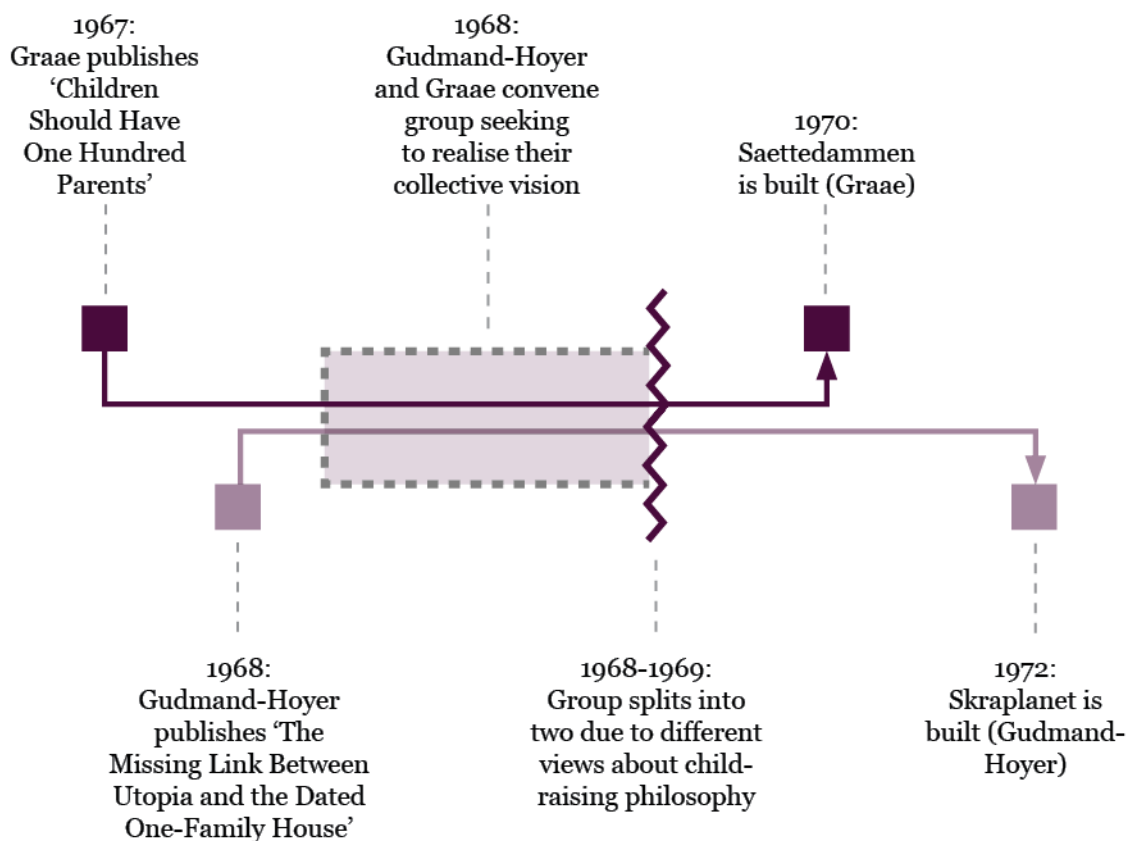 1967:
Graae publishes
‘Children
Should Have
One Hundred
Parents’
1968:
Gudmand-Hoyer
and Graae convene
group seeking
to realise their
collective vision
1970:
Saettedammen
is built (Graae)
1968:
Gudmand-Hoyer
publishes ‘The
Missing Link Between
Utopia and the Dated
One-Family House’
1968-1969:
Group splits into
two due to different
views about child-
raising philosophy
1972:
Skraplanet is
built (Gudmand-
Hoyer)